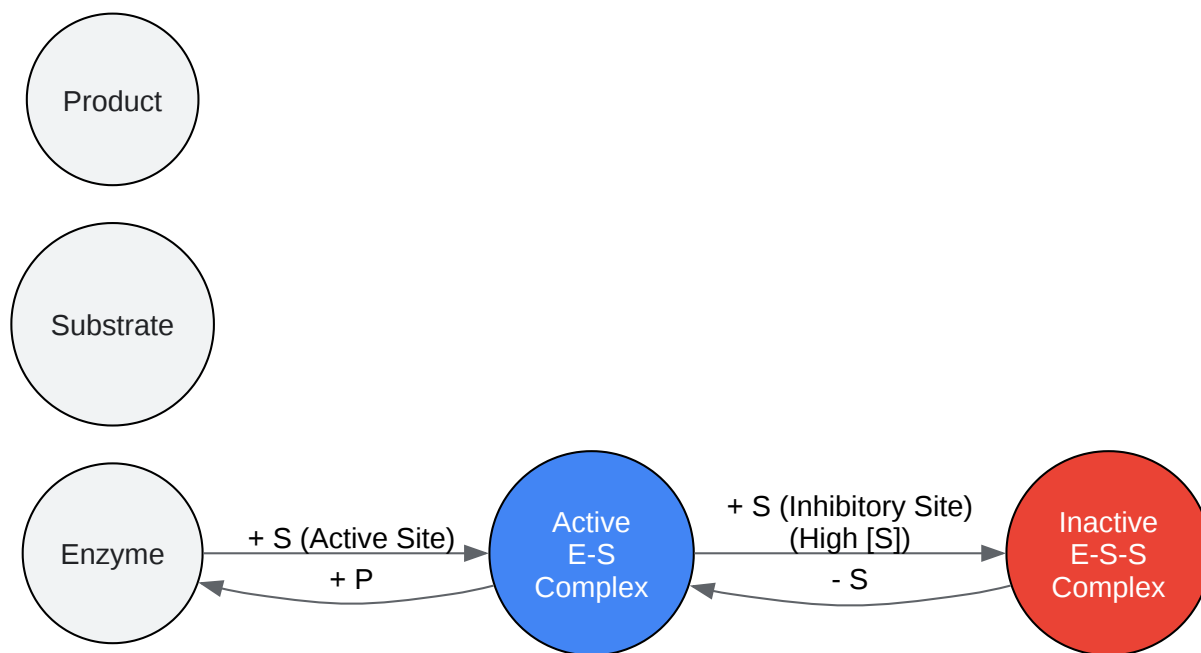 Product
Substrate
Enzyme
+ S (Active Site)
+ P
Active
E-S
Complex
+ S (Inhibitory Site)
(High [S])
- S
Inactive
E-S-S
Complex